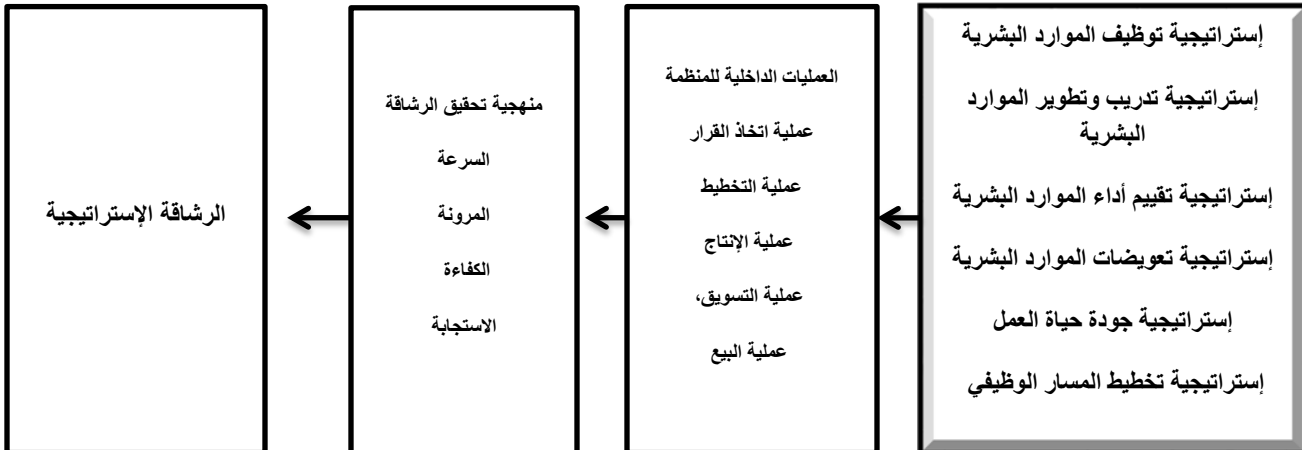 إستراتيجية توظيف الموارد البشرية
إستراتيجية تدريب وتطوير الموارد
البشرية
إستراتيجية تقييم أداء الموارد البشرية
إستراتيجية تعويضات الموارد البشرية
إستراتيجية جودة حياة العمل
إستراتيجية تخطيط المسار الوظيفي
العمليات الداخلية للمنظمة
عملية اتخاذ القرار
عملية التخطيط
عملية الإنتاج
عملية التسويق،
عملية البيع
منهجية تحقيق الرشاقة
السرعة
المرونة
الكفاءة
الاستجابة
الرشاقة الإستراتيجية